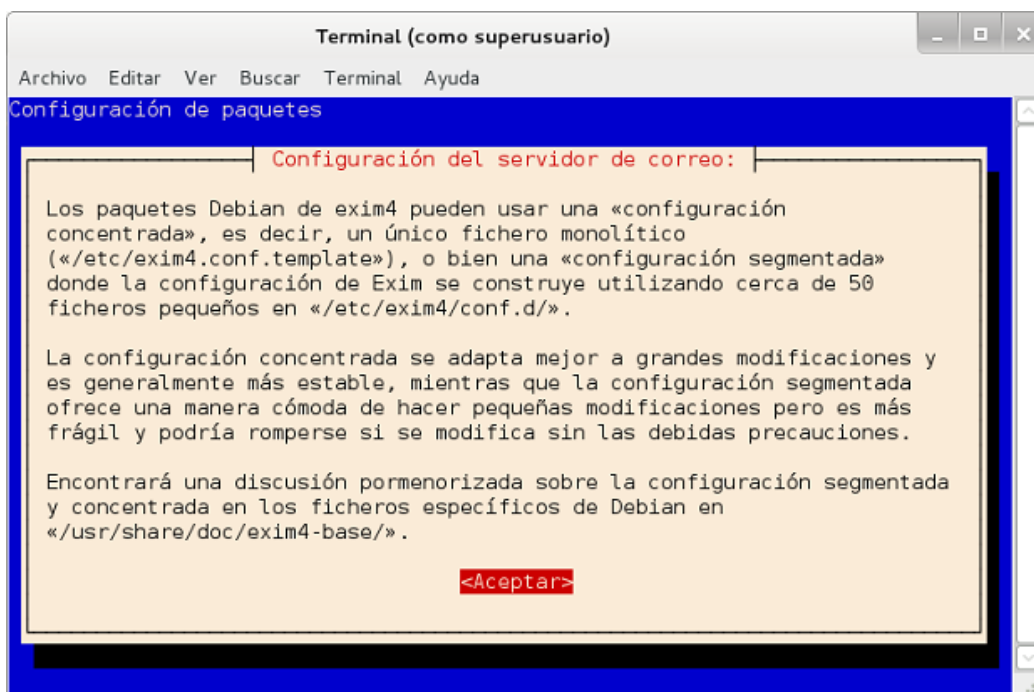 Terminal (como superusuario)
Archivo Editar Ver Buscar Terminal Ayuda
Configuración de paquetes
Configuración del servidor de correo:
Los paquetes Debian de exim4 pueden usar una «configuración
concentrada», es decir, un único fichero monolítico
(«/etc/exim4.conf.template»), o bien una «configuración segmentada»
donde la configuración de Exim se construye utilizando cerca de 50
ficheros pequeños en «/etc/exim4/conf.d/».
La configuración concentrada se adapta mejor a grandes modificaciones y
es generalmente más estable, mientras que la configuración segmentada
ofrece una manera cómoda de hacer pequeñas modificaciones pero es más
frágil y podría romperse si se modifica sin las debidas precauciones.
Encontrará una discusión pormenorizada sobre la configuración segmentada
y concentrada en los ficheros específicos de Debian en
«/usr/share/doc/exim4-base/».
<Aceptar>